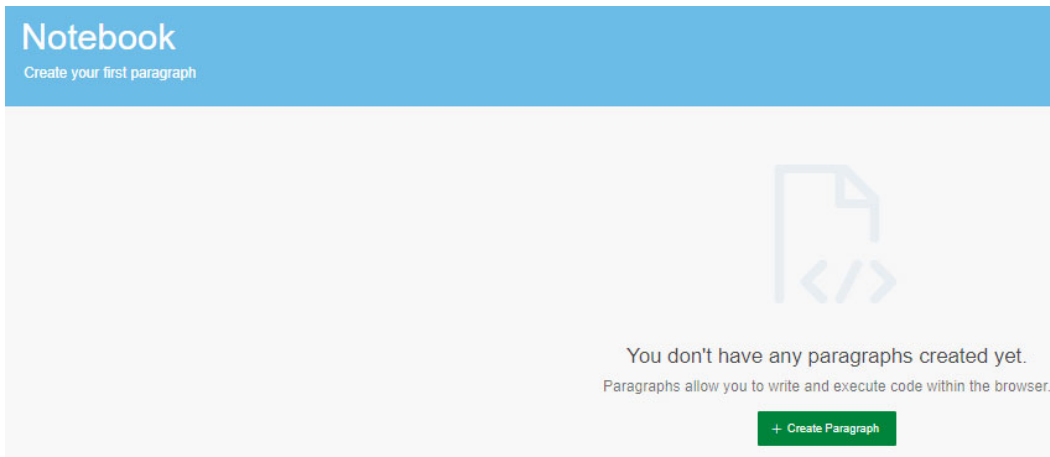 Notebook
Create your first paragraph
</>
You don't have any paragraphs created yet.
Paragraphs allow you to write and execute code within the browser.
+ Create Paragraph